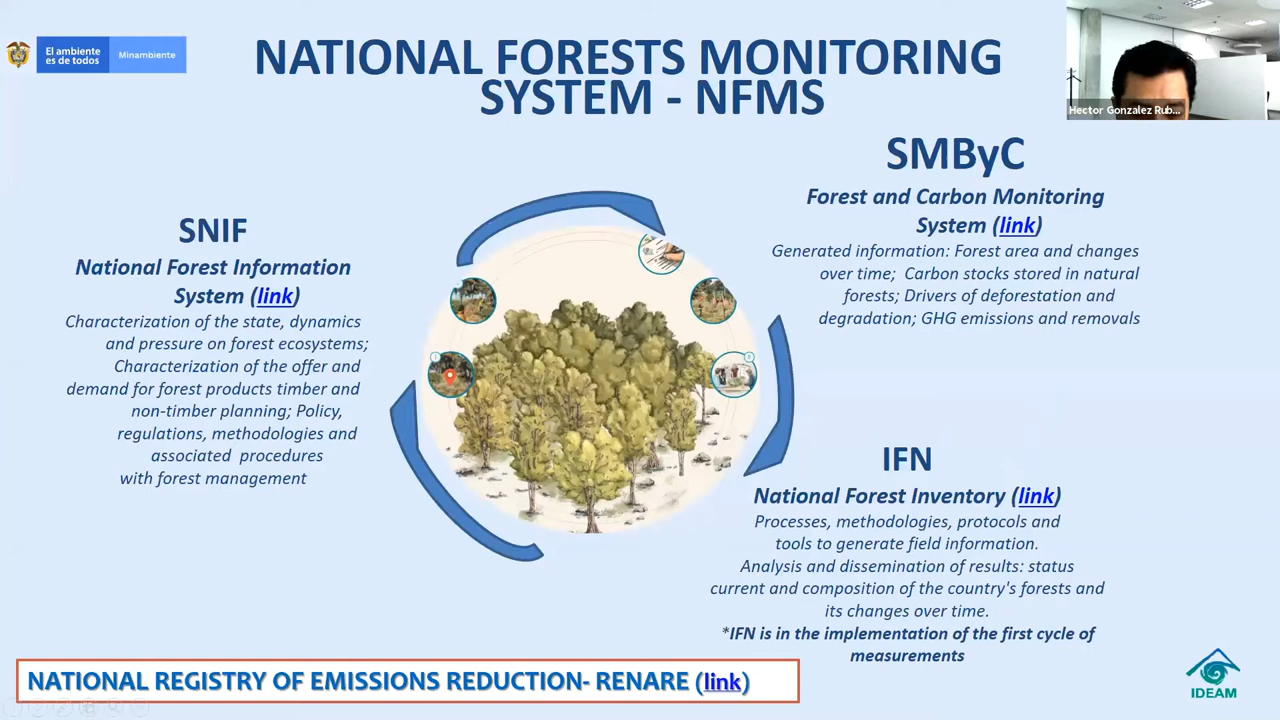 El ambiente
es de todos
Minambiente
NATIONAL FORESTS MONITORING
SYSTEM - NFMS
Hector Gonzalez Rub...
SMByC
Forest and Carbon Monitoring
System (link)
Generated information: Forest area and changes
over time; Carbon stocks stored in natural
forests; Drivers of deforestation and
degradation; GHG emissions and removals
SNIF
National Forest Information
System (link)
Characterization of the state, dynamics
and pressure on forest ecosystems;
Characterization of the offer and
demand for forest products timber and
non-timber planning; Policy,
regulations, methodologies and
associated procedures
with forest management
IFN
National Forest Inventory (link)
Processes, methodologies, protocols and
tools to generate field information.
Analysis and dissemination of results: status
current and composition of the country's forests and
its changes over time.
*IFN is in the implementation of the first cycle of
measurements
NATIONAL REGISTRY OF EMISSIONS REDUCTION- RENARE (link)
IDEAM